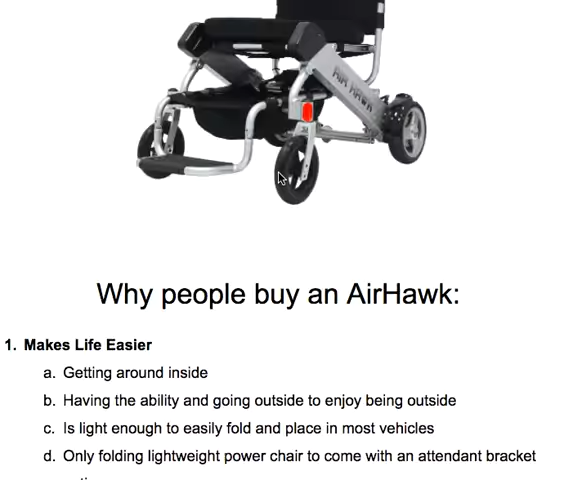 AIR HAWK
Why people buy an AirHawk:
1. Makes Life Easier
a. Getting around inside
b. Having the ability and going outside to enjoy being outside
c. Is light enough to easily fold and place in most vehicles
d. Only folding lightweight power chair to come with an attendant bracket